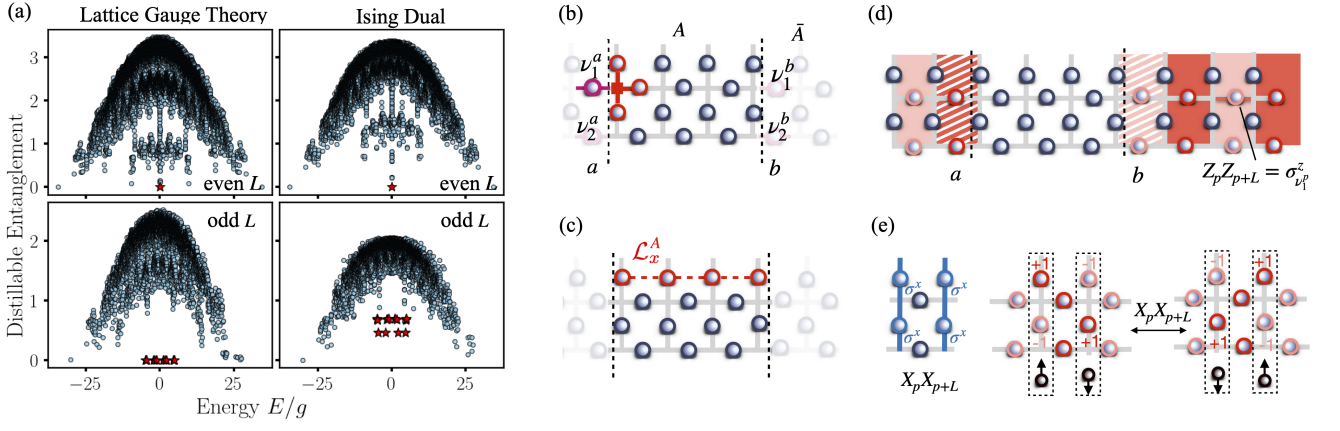 (a)
Lattice Gauge Theory
Ising Dual
Distillable Entanglement
3
2
1
0
even L
even L
2
1
0
odd L
odd L
−25
0
25
−25
0
25
Energy E/g
(b)
A
Ā
ν₁ᵃ
ν₁ᵇ
ν₂ᵃ
ν₂ᵇ
a
b
(c)
ℒₓᴬ
(d)
a
b
Z_p Z_{p+L} = σ^z_{ν_1^p}
(e)
σˣ
σˣ
σˣ
σˣ
X_p X_{p+L}
+1
-1
-1
+1
X_p X_{p+L}
-1
+1
+1
-1